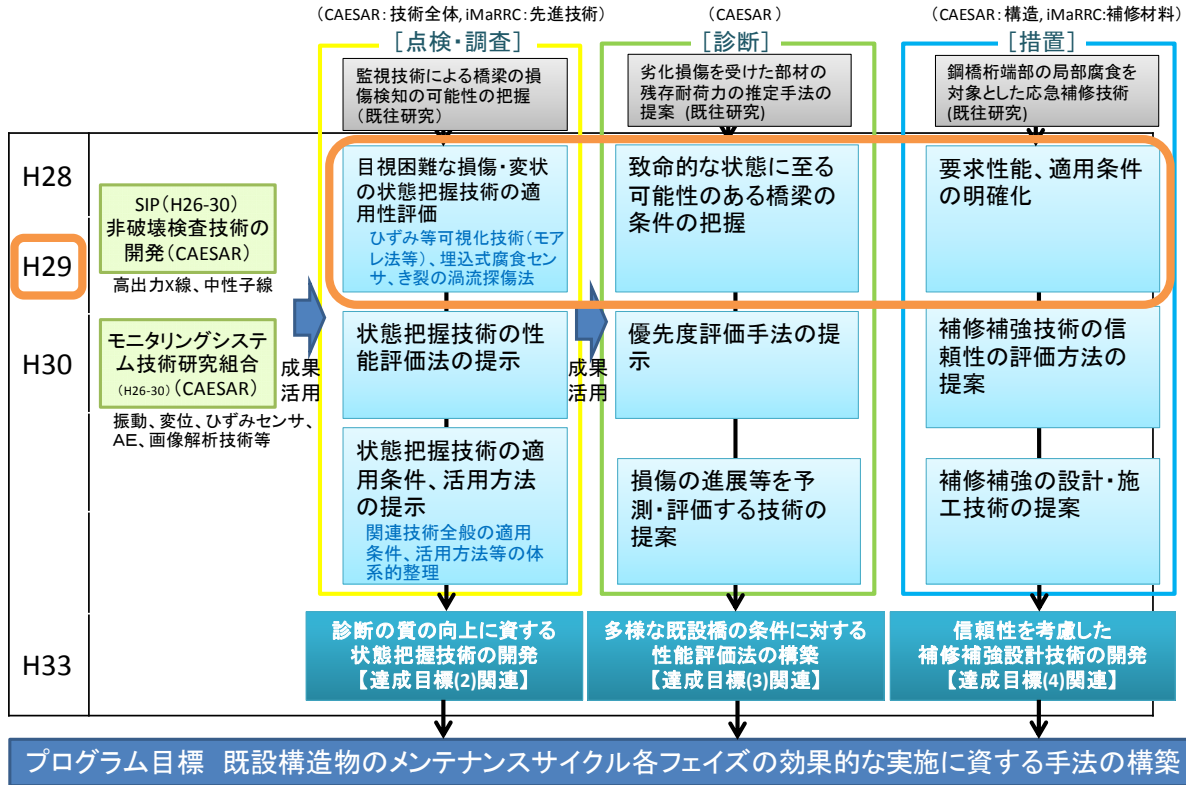 （CAESAR：技術全体, iMaRRC：先進技術）
（CAESAR）
（CAESAR：構造, iMaRRC:補修材料）
［点検・調査］
［診断］
［措置］
監視技術による橋梁の損
傷検知の可能性の把握
（既往研究）
劣化損傷を受けた部材の
残存耐荷力の推定手法の
提案 (既往研究)
鋼橋桁端部の局部腐食を
対象とした応急補修技術
(既往研究)
H28
H29
H30
H33
SIP（H26-30）
非破壊検査技術の
開発（CAESAR）
高出力X線、中性子線
モニタリングシステ
ム技術研究組合
（H26-30）（CAESAR）
振動、変位、ひずみセンサ、
AE、画像解析技術等
成果
活用
目視困難な損傷・変状
の状態把握技術の適
用性評価
ひずみ等可視化技術（モア
レ法等）、埋込式腐食セン
サ、き裂の渦流探傷法
状態把握技術の性
能評価法の提示
状態把握技術の適
用条件、活用方法
の提示
関連技術全般の適用
条件、活用方法等の体
系的整理
成果
活用
致命的な状態に至る
可能性のある橋梁の
条件の把握
優先度評価手法の提
示
損傷の進展等を予
測・評価する技術の
提案
要求性能、適用条件
の明確化
補修補強技術の信
頼性の評価方法の
提案
補修補強の設計・施
工技術の提案
診断の質の向上に資する
状態把握技術の開発
【達成目標(2)関連】
多様な既設橋の条件に対する
性能評価法の構築
【達成目標(3)関連】
信頼性を考慮した
補修補強設計技術の開発
【達成目標(4)関連】
プログラム目標　既設構造物のメンテナンスサイクル各フェイズの効果的な実施に資する手法の構築